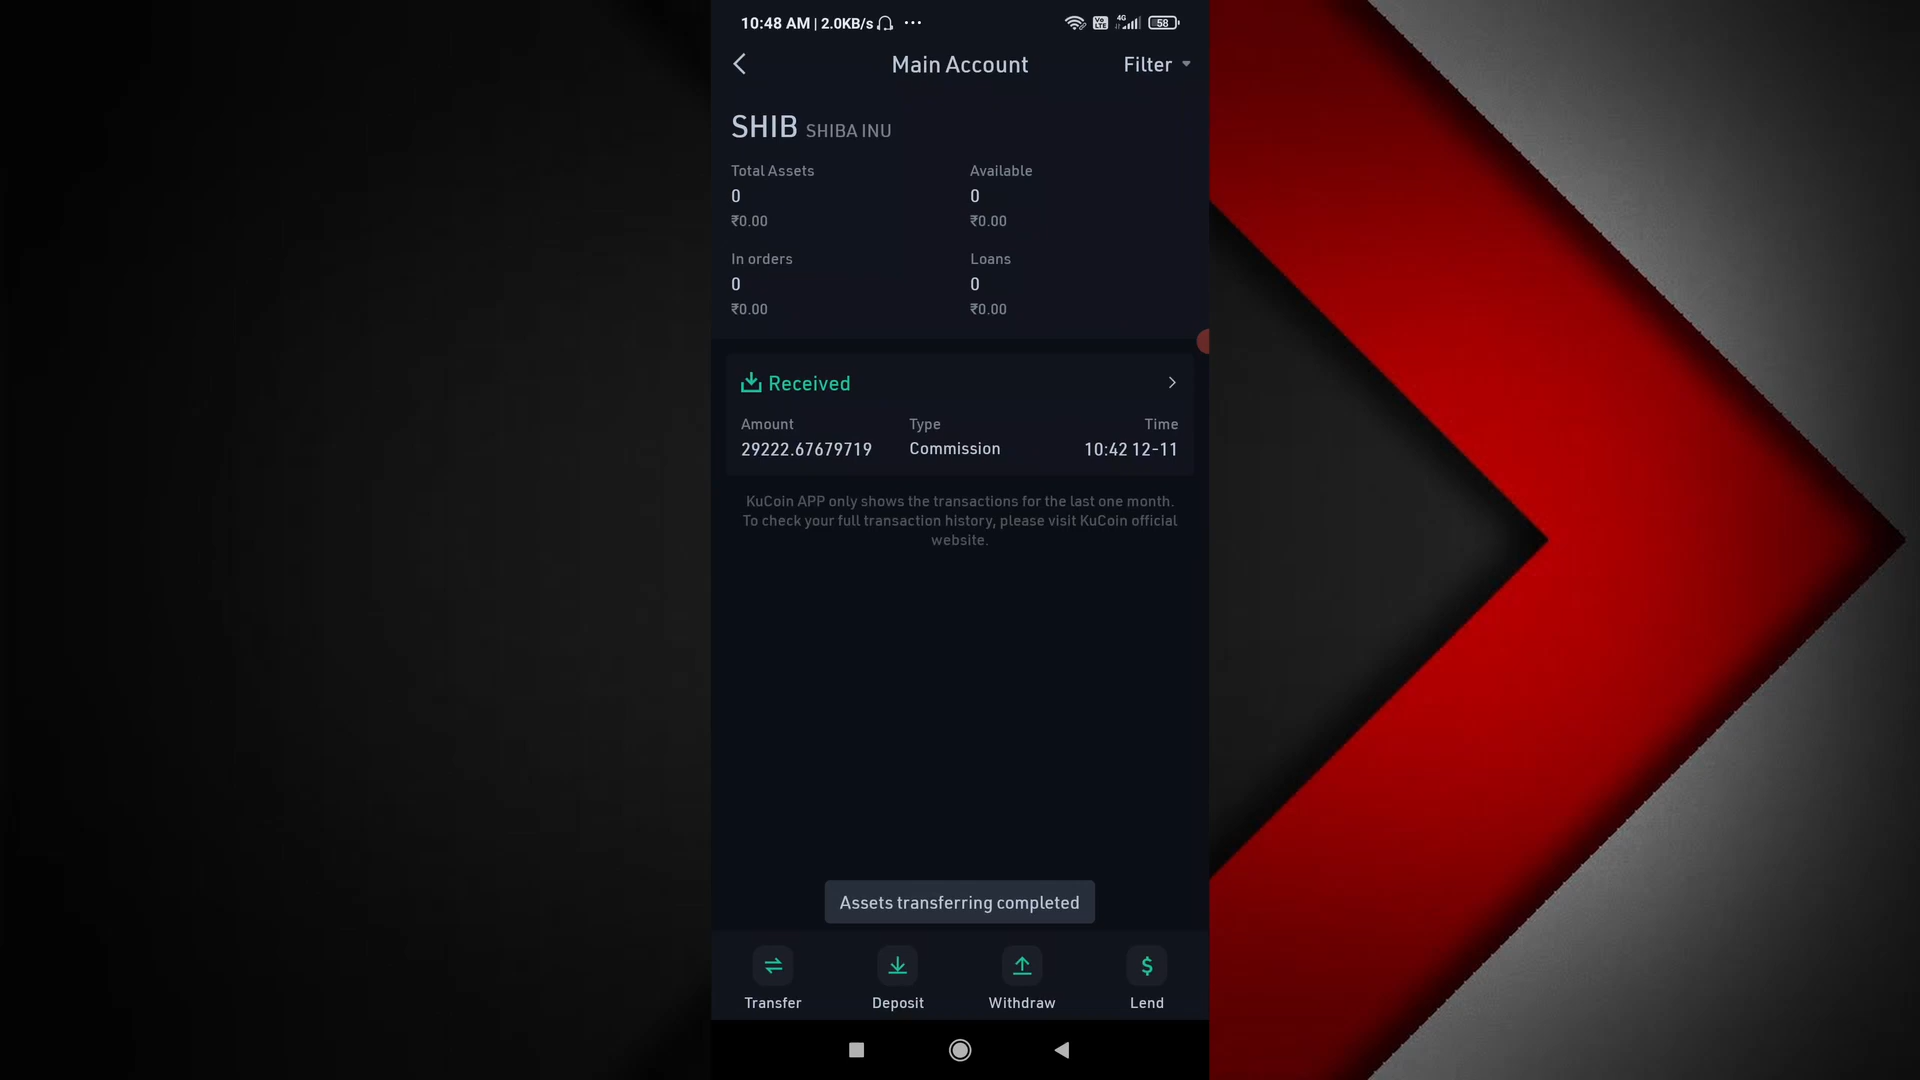 10:48 AM | 2.0KB/s ...
Vo LTE 4G 58
Main Account
Filter
SHIB SHIBA INU
Total Assets
Available
0
0
₹0.00
₹0.00
In orders
Loans
0
0
₹0.00
₹0.00
Received
Amount Type Time
29222.67679719 Commission 10:42 12-11
KuCoin APP only shows the transactions for the last one month.
To check your full transaction history, please visit KuCoin official
website.
Assets transferring completed
Transfer Deposit Withdraw Lend